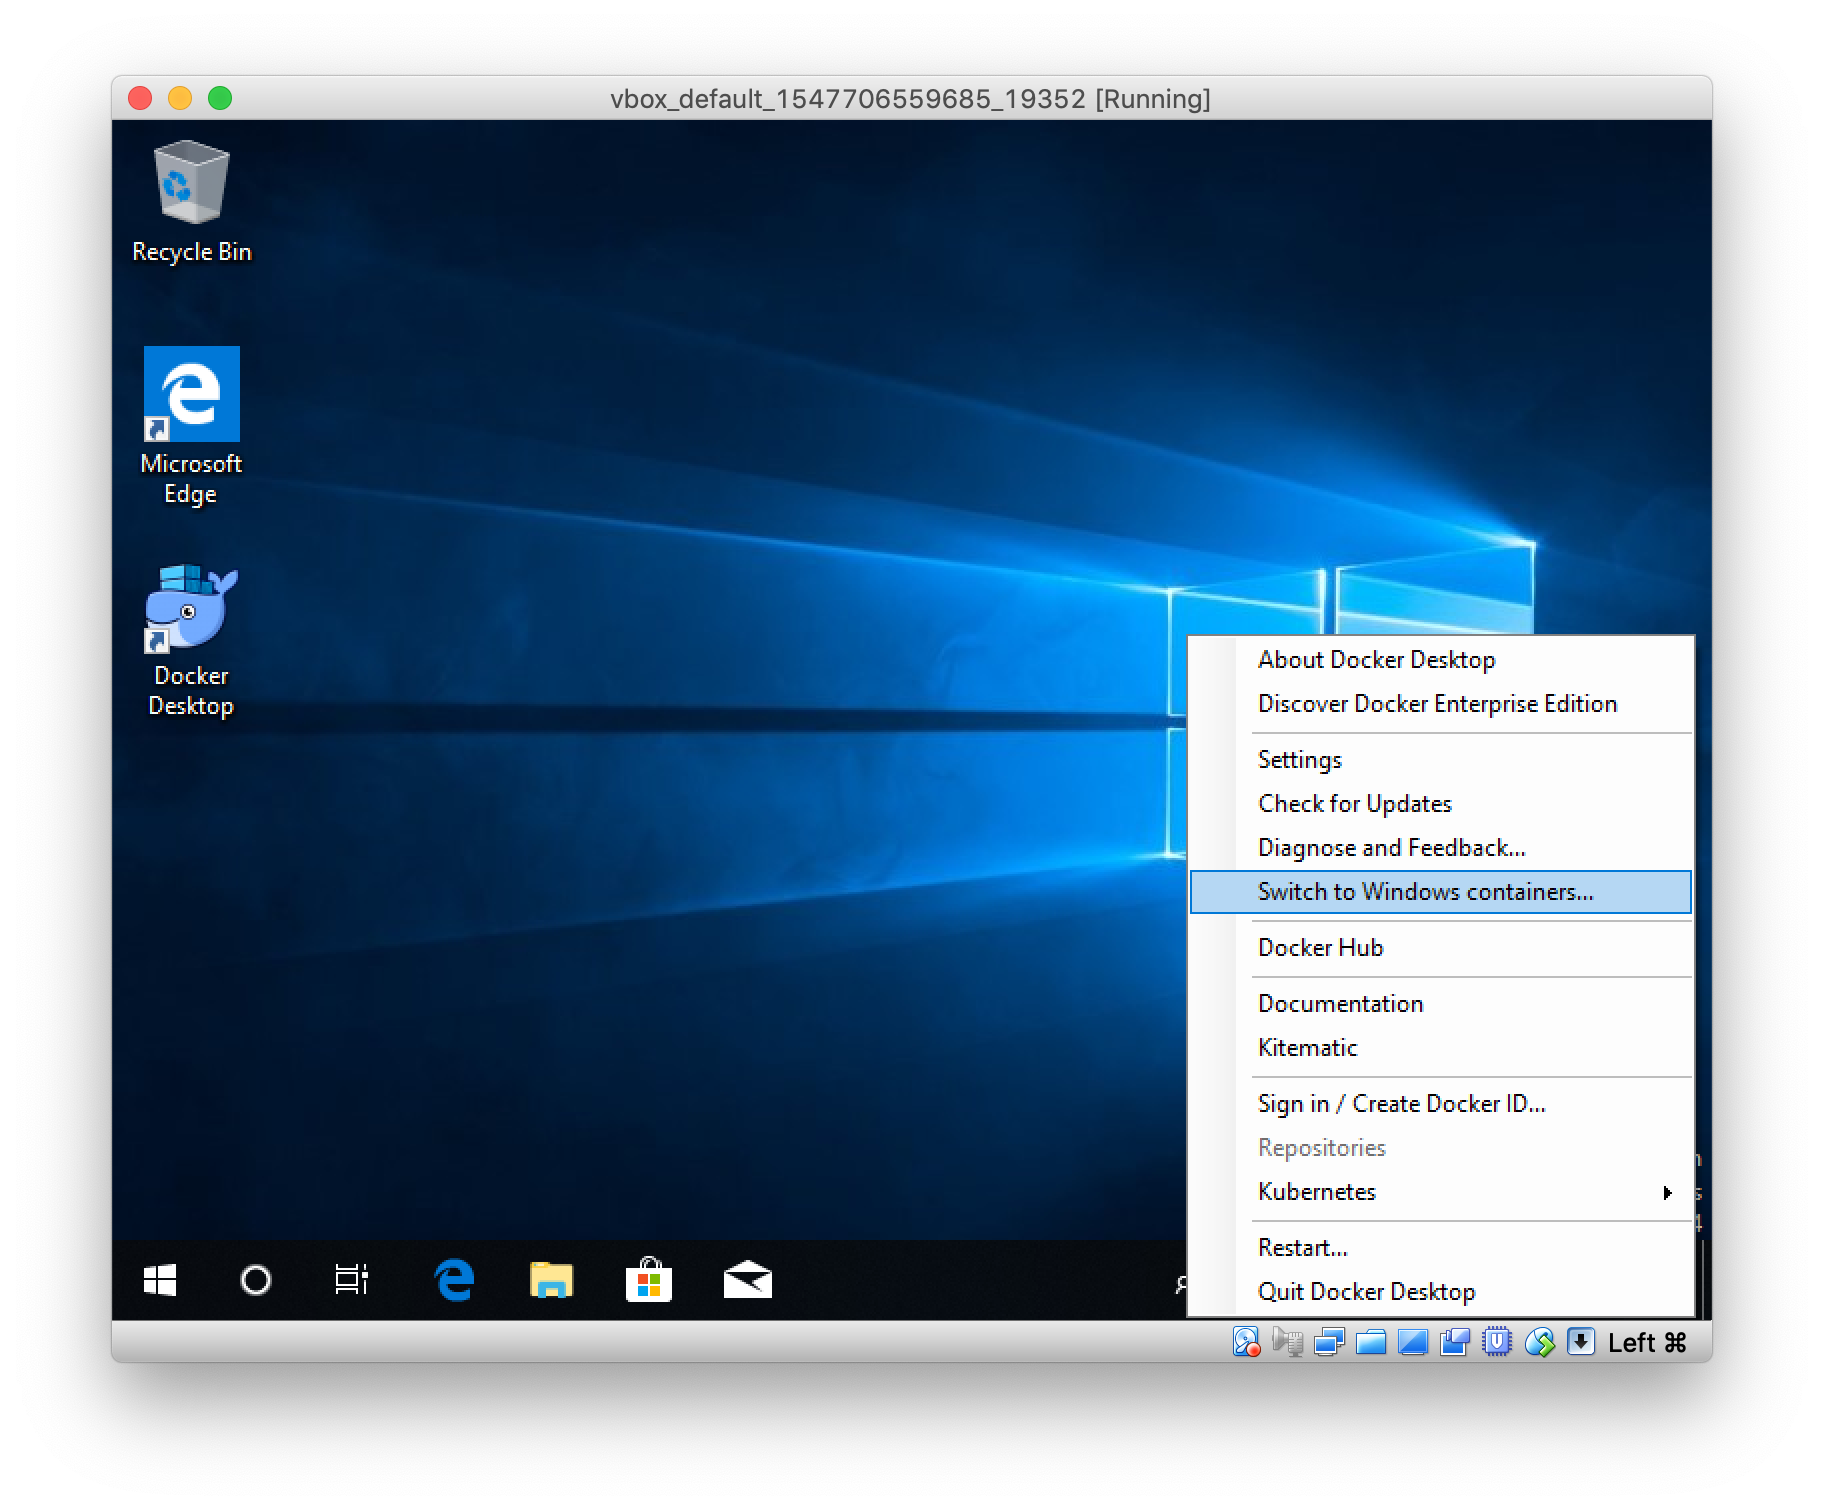 vbox_default_1547706559685_19352 [Running]
Recycle Bin
Microsoft
Edge
Docker
Desktop
About Docker Desktop
Discover Docker Enterprise Edition
Settings
Check for Updates
Diagnose and Feedback...
Switch to Windows containers...
Docker Hub
Documentation
Kitematic
Sign in / Create Docker ID...
Repositories
Kubernetes
Restart...
Quit Docker Desktop
Left ⌘